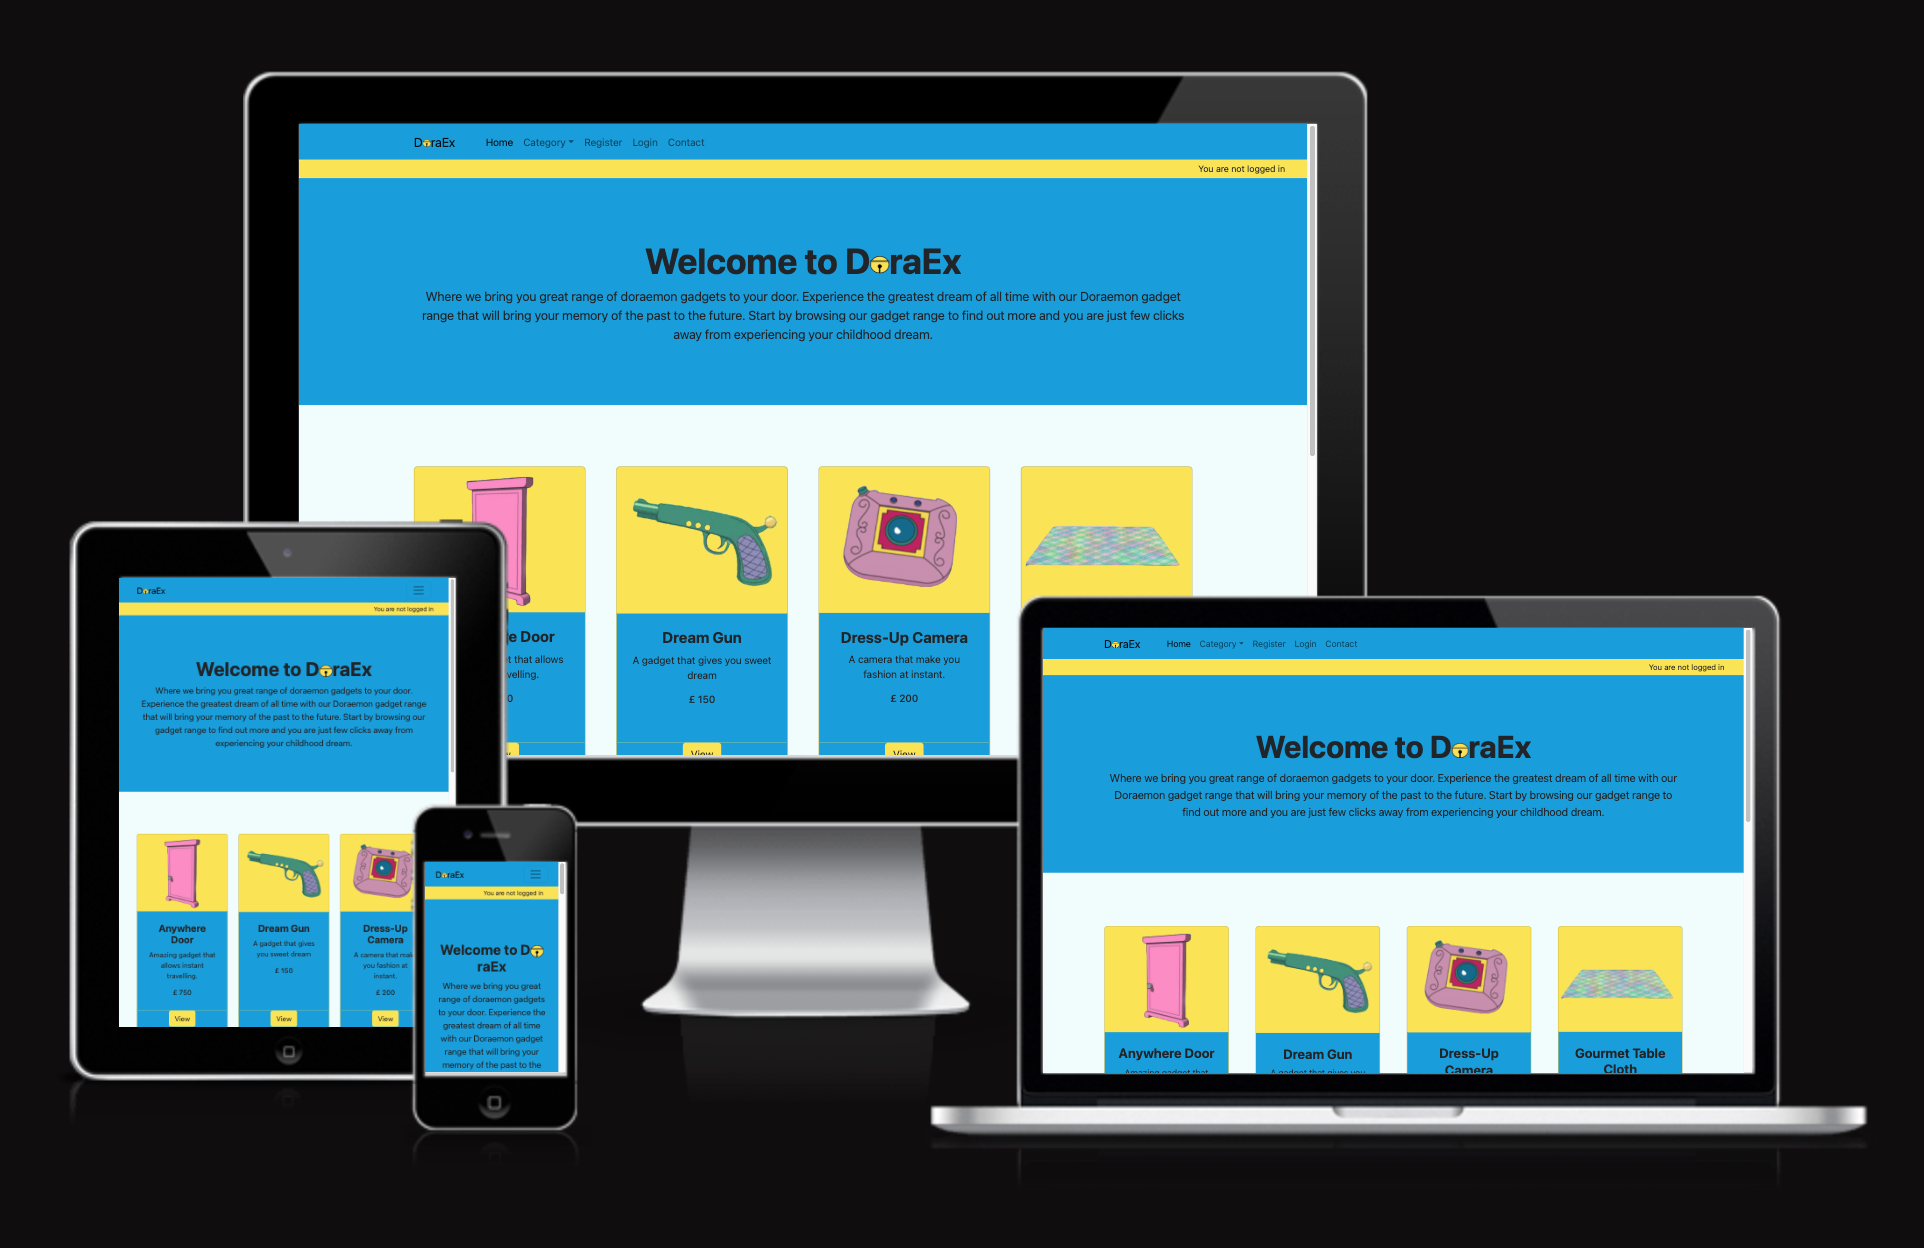 DoraEx Home Category Register Login Contact
You are not logged in
Welcome to DoraEx
Where we bring you great range of doraemon gadgets to your door. Experience the greatest dream of all time with our Doraemon gadget
range that will bring your memory of the past to the future. Start by browsing our gadget range to find out more and you are just few clicks
away from experiencing your childhood dream.
e Door
t that allows
velling.
0
Dream Gun
A gadget that gives you sweet
dream
£ 150
View
Dress-Up Camera
A camera that make you
fashion at instant.
£ 200
View
DoraEx
You are not logged in
Welcome to DoraEx
Where we bring you great range of doraemon gadgets to your door.
Experience the greatest dream of all time with our Doraemon gadget range
that will bring your memory of the past to the future. Start by browsing our
gadget range to find out more and you are just few clicks away from
experiencing your childhood dream.
Anywhere
Door
Amazing gadget that
allows instant
travelling.
£ 750
View
Dream Gun
A gadget that gives
you sweet dream
£ 150
View
Dress-Up
Camera
A camera that mak
you fashion at
instant.
£ 200
View
DoraEx
You are not logged in
Welcome to Do
raEx
Where we bring you great
range of doraemon gadgets
to your door. Experience the
greatest dream of all time
with our Doraemon gadget
range that will bring your
memory of the past to the
DoraEx Home Category Register Login Contact
You are not logged in
Welcome to DoraEx
Where we bring you great range of doraemon gadgets to your door. Experience the greatest dream of all time with our
Doraemon gadget range that will bring your memory of the past to the future. Start by browsing our gadget range to
find out more and you are just few clicks away from experiencing your childhood dream.
Anywhere Door
Amazing gadget that
Dream Gun
A gadget that gives you
Dress-Up
Camera
Gourmet Table
Cloth